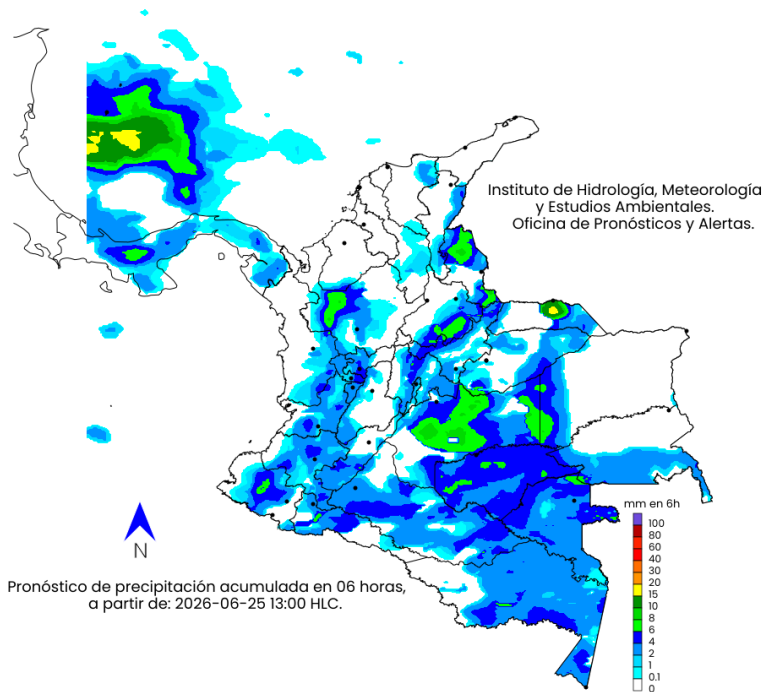 Instituto de Hidrología, Meteorología
y Estudios Ambientales.
Oficina de Pronósticos y Alertas.
N
Pronóstico de precipitación acumulada en 06 horas,
a partir de: 2026-06-25 13:00 HLC.
mm en 6h
100
80
60
40
30
20
15
10
8
6
4
2
1
0.1
0